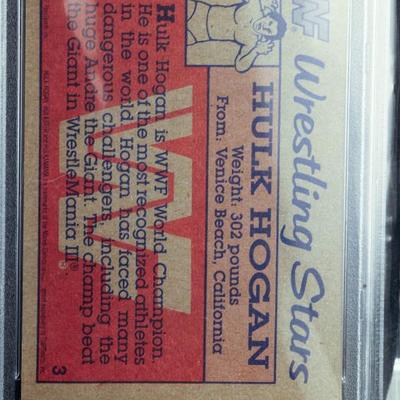 WF Wrestling Stars
HULK HOGAN
Weight: 302 pounds
From: Venice Beach, California
Hulk Hogan is WWF World Champion.
He is one of the most recognized athletes
in the world. Hogan has faced many
dangerous challengers, including the
huge Andre the Giant. The champ beat
the Giant in WrestleMania III®.
3